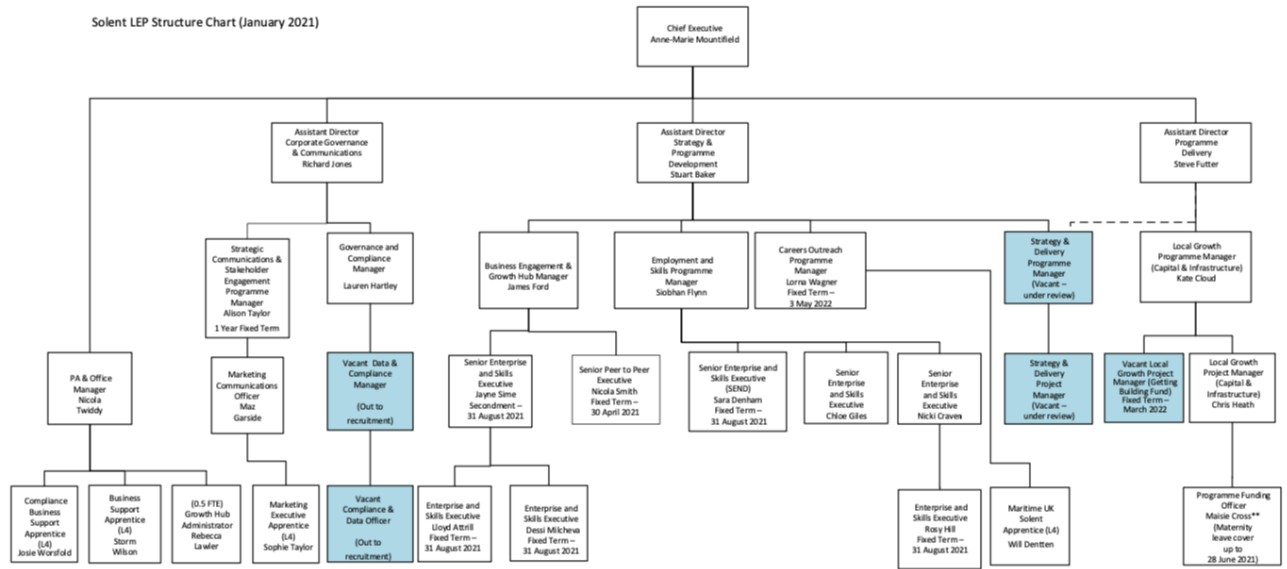 Solent LEP Structure Chart (January 2021)
Chief Executive
Anne-Marie Mountifield
Assistant Director
Corporate Governance
& Communications
Richard Jones
Assistant Director
Strategy &
Programme
Development
Stuart Baker
Assistant Director
Programme
Delivery
Steve Futter
Strategic
Communications &
Stakeholder
Engagement
Programme
Manager
Alison Taylor
1 Year Fixed Term
Governance and
Compliance
Manager
Lauren Hartley
Business Engagement &
Growth Hub Manager
James Ford
Employment and
Skills Programme
Manager
Siobhan Flynn
Careers Outreach
Programme
Manager
Lorna Wagner
Fixed Term –
3 May 2022
Strategy &
Delivery
Programme
Manager
(Vacant –
under review)
Local Growth
Programme Manager
(Capital & Infrastructure)
Kate Cloud
PA & Office
Manager
Nicola
Twiddy
Marketing
Communications
Officer
Maz
Garside
Vacant Data &
Compliance
Manager
(Out to
recruitment)
Senior Enterprise
and Skills
Executive
Jayne Sime
Secondment –
31 August 2021
Senior Peer to Peer
Executive
Nicola Smith
Fixed Term –
30 April 2021
Senior Enterprise and
Skills Executive
(SEND)
Sara Denham
Fixed Term –
31 August 2021
Senior
Enterprise
and Skills
Executive
Chloe Giles
Senior
Enterprise
and Skills
Executive
Nicki Craven
Strategy &
Delivery
Project
Manager
(Vacant –
under review)
Vacant Local
Growth Project
Manager (Getting
Building Fund)
Fixed Term –
March 2022
Local Growth
Project Manager
(Capital &
Infrastructure)
Chris Heath
Compliance
Business
Support
Apprentice
(L4)
Josie Worsfold
Business
Support
Apprentice (L4)
Storm
Wilson
(0.5 FTE)
Growth Hub
Administrator
Rebecca
Lawler
Marketing
Executive
Apprentice
(L4)
Sophie Taylor
Vacant
Compliance &
Data Officer
(Out to
recruitment)
Enterprise and
Skills Executive
Lloyd Attrill
Fixed Term –
31 August 2021
Enterprise and
Skills Executive
Dessi Milcheva
Fixed Term –
31 August 2021
Enterprise and
Skills Executive
Rosy Hill
Fixed Term –
31 August 2021
Maritime UK
Solent
Apprentice (L4)
Will Dentten
Programme Funding
Officer
Maisie Cross**
(Maternity
leave cover
up to
28 June 2021)